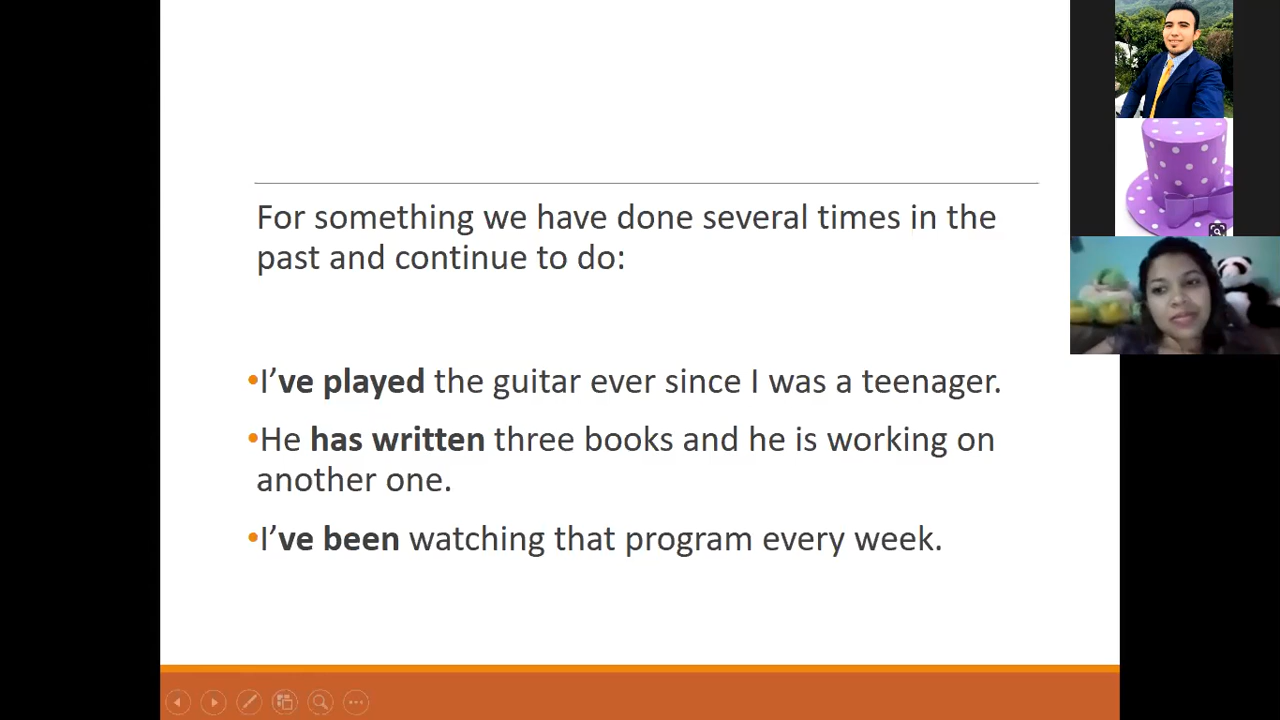 For something we have done several times in the
past and continue to do:
•I’ve played the guitar ever since I was a teenager.
•He has written three books and he is working on
another one.
•I’ve been watching that program every week.